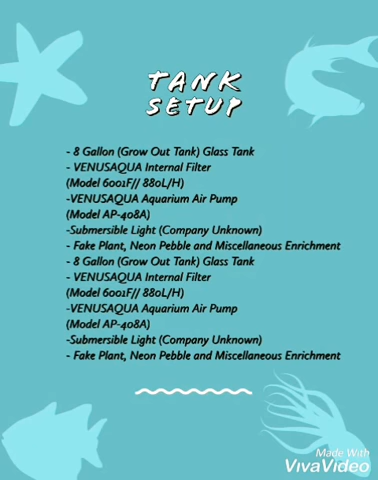 TANK
SETUP
- 8 Gallon (Grow Out Tank) Glass Tank
- VENUSAQUA Internal Filter
(Model 6001F// 880L/H)
-VENUSAQUA Aquarium Air Pump
(Model AP-408A)
-Submersible Light (Company Unknown)
- Fake Plant, Neon Pebble and Miscellaneous Enrichment
- 8 Gallon (Grow Out Tank) Glass Tank
- VENUSAQUA Internal Filter
(Model 6001F// 880L/H)
-VENUSAQUA Aquarium Air Pump
(Model AP-408A)
-Submersible Light (Company Unknown)
- Fake Plant, Neon Pebble and Miscellaneous Enrichment
Made With
VivaVideo